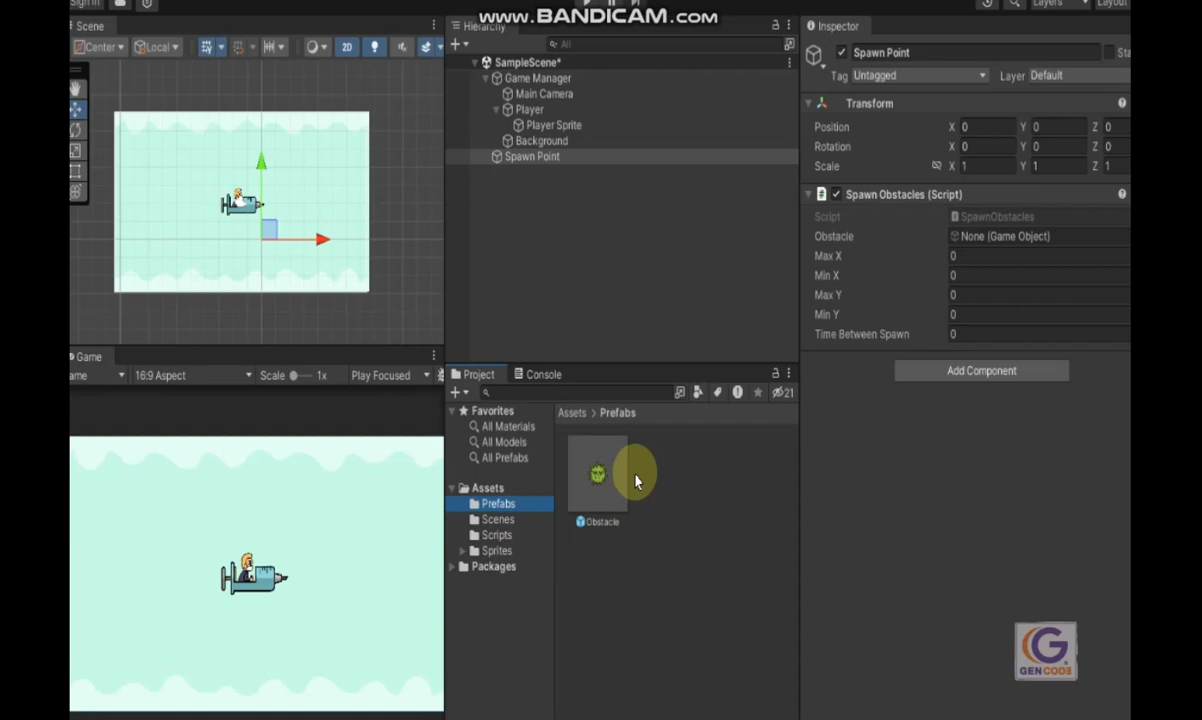 Sign in
WWW.BANDICAM.COM
Layers
Layout
Scene
Hierarchy
Inspector
Center
Local
2D
All
Spawn Point
SampleScene*
Tag Untagged
Layer Default
Game Manager
Main Camera
Player
Player Sprite
Background
Spawn Point
Transform
Position X 0 Y 0 Z 0
Rotation X 0 Y 0 Z 0
Scale X 1 Y 1 Z 1
Spawn Obstacles (Script)
Script SpawnObstacles
Obstacle None (Game Object)
Max X 0
Min X 0
Max Y 0
Min Y 0
Time Between Spawn 0
Add Component
Game
16:9 Aspect
Scale 1x
Play Focused
Project
Console
21
Favorites
All Materials
All Models
All Prefabs
Assets
Prefabs
Scenes
Scripts
Sprites
Packages
Assets > Prefabs
Obstacle
G
GENCODE